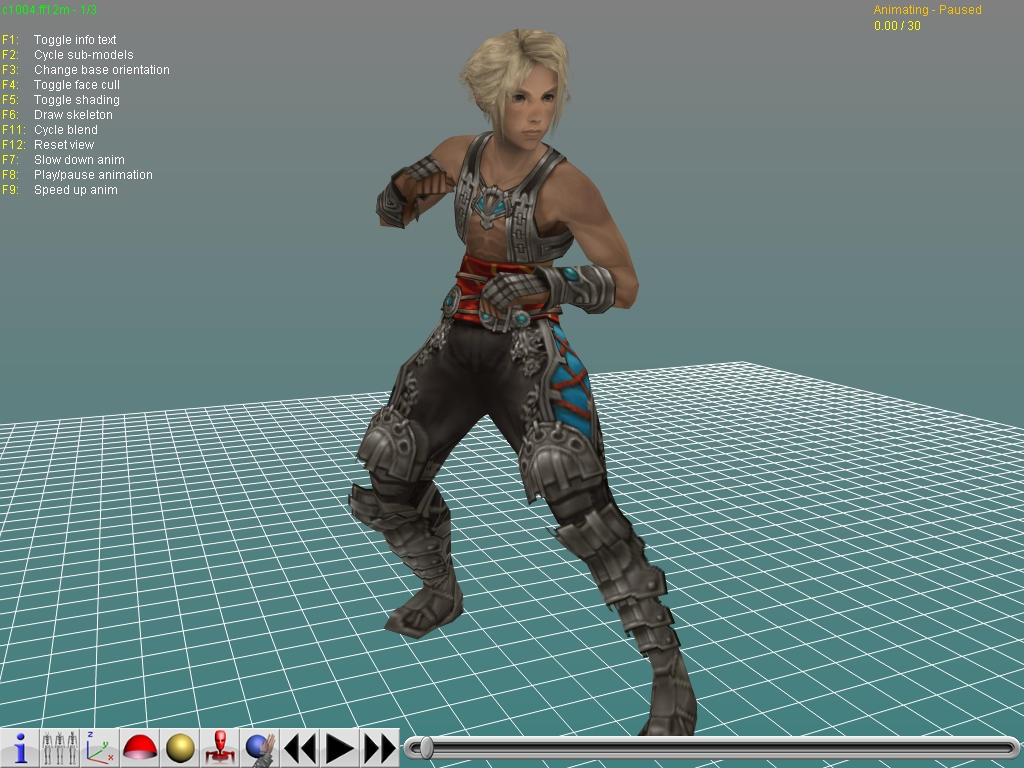 c1004.ff12m - 1/3
Animating - Paused
0.00 / 30
F1: Toggle info text
F2: Cycle sub-models
F3: Change base orientation
F4: Toggle face cull
F5: Toggle shading
F6: Draw skeleton
F11: Cycle blend
F12: Reset view
F7: Slow down anim
F8: Play/pause animation
F9: Speed up anim
z
y
x
i